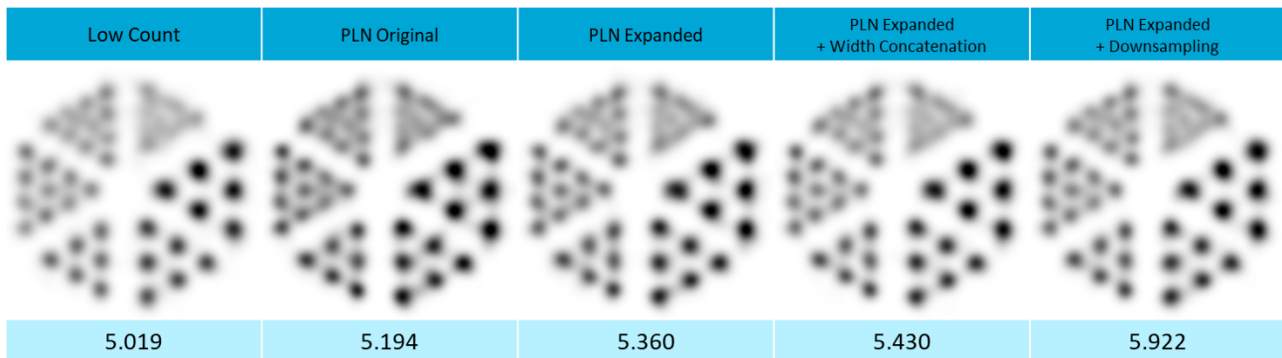 Low Count
PLN Original
PLN Expanded
PLN Expanded
+ Width Concatenation
PLN Expanded
+ Downsampling
5.019
5.194
5.360
5.430
5.922